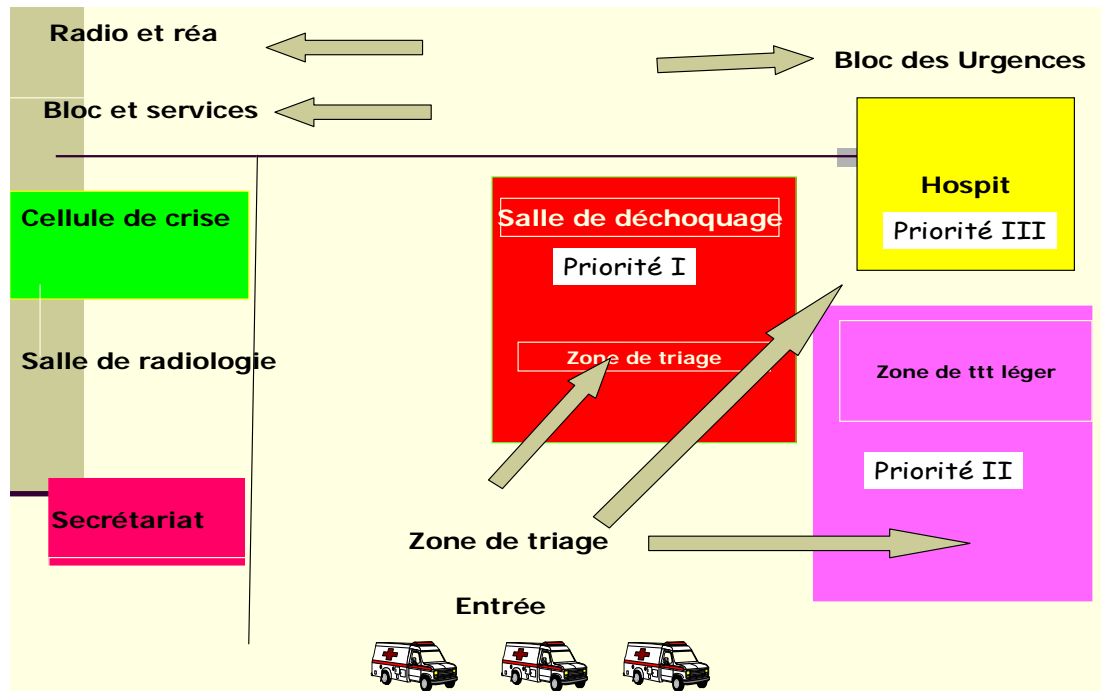 Radio et réa
Bloc des Urgences
Bloc et services
Hospit
Priorité III
Cellule de crise
Salle de déchoquage
Priorité I
Salle de radiologie
Zone de triage
Zone de ttt léger
Priorité II
Secrétariat
Zone de triage
Entrée